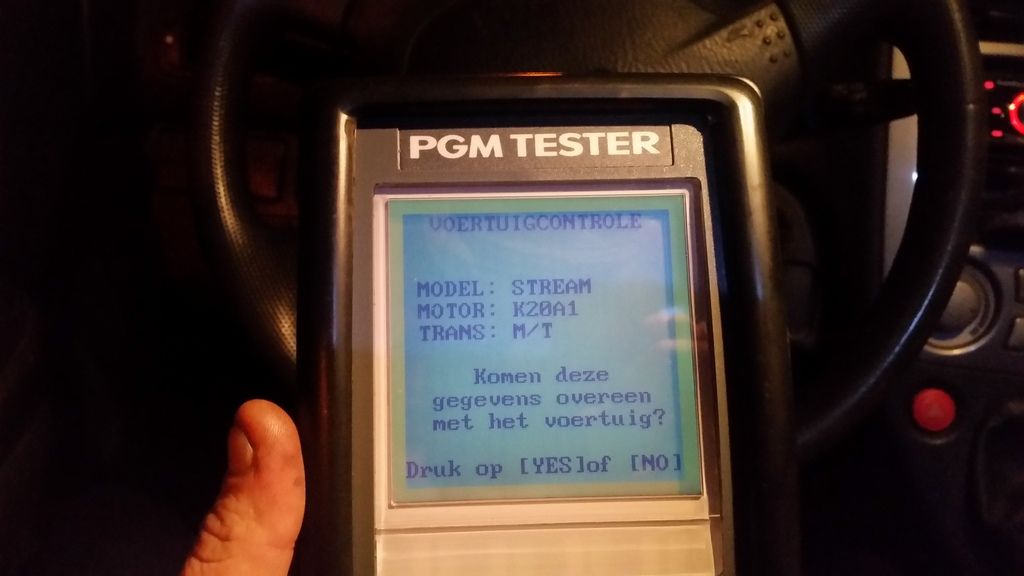 PGM TESTER
VOERTUIGCONTROLE
MODEL: STREAM
MOTOR: K20A1
TRANS: M/T
Komen deze
gegevens overeen
met het voertuig?
Druk op [YES]of [NO]